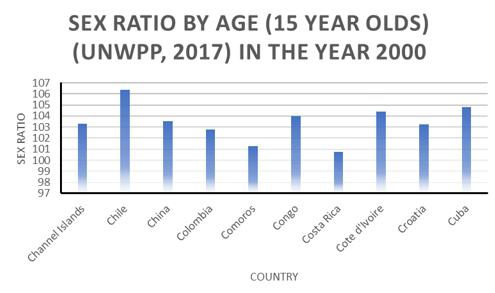 SEX RATIO BY AGE (15 YEAR OLDS)
(UNWPP, 2017) IN THE YEAR 2000
107
106
105
104
103
102
101
100
99
98
97
SEX RATIO
Channel Islands
Chile
China
Colombia
Comoros
Congo
Costa Rica
Cote d'Ivoire
Croatia
Cuba
COUNTRY